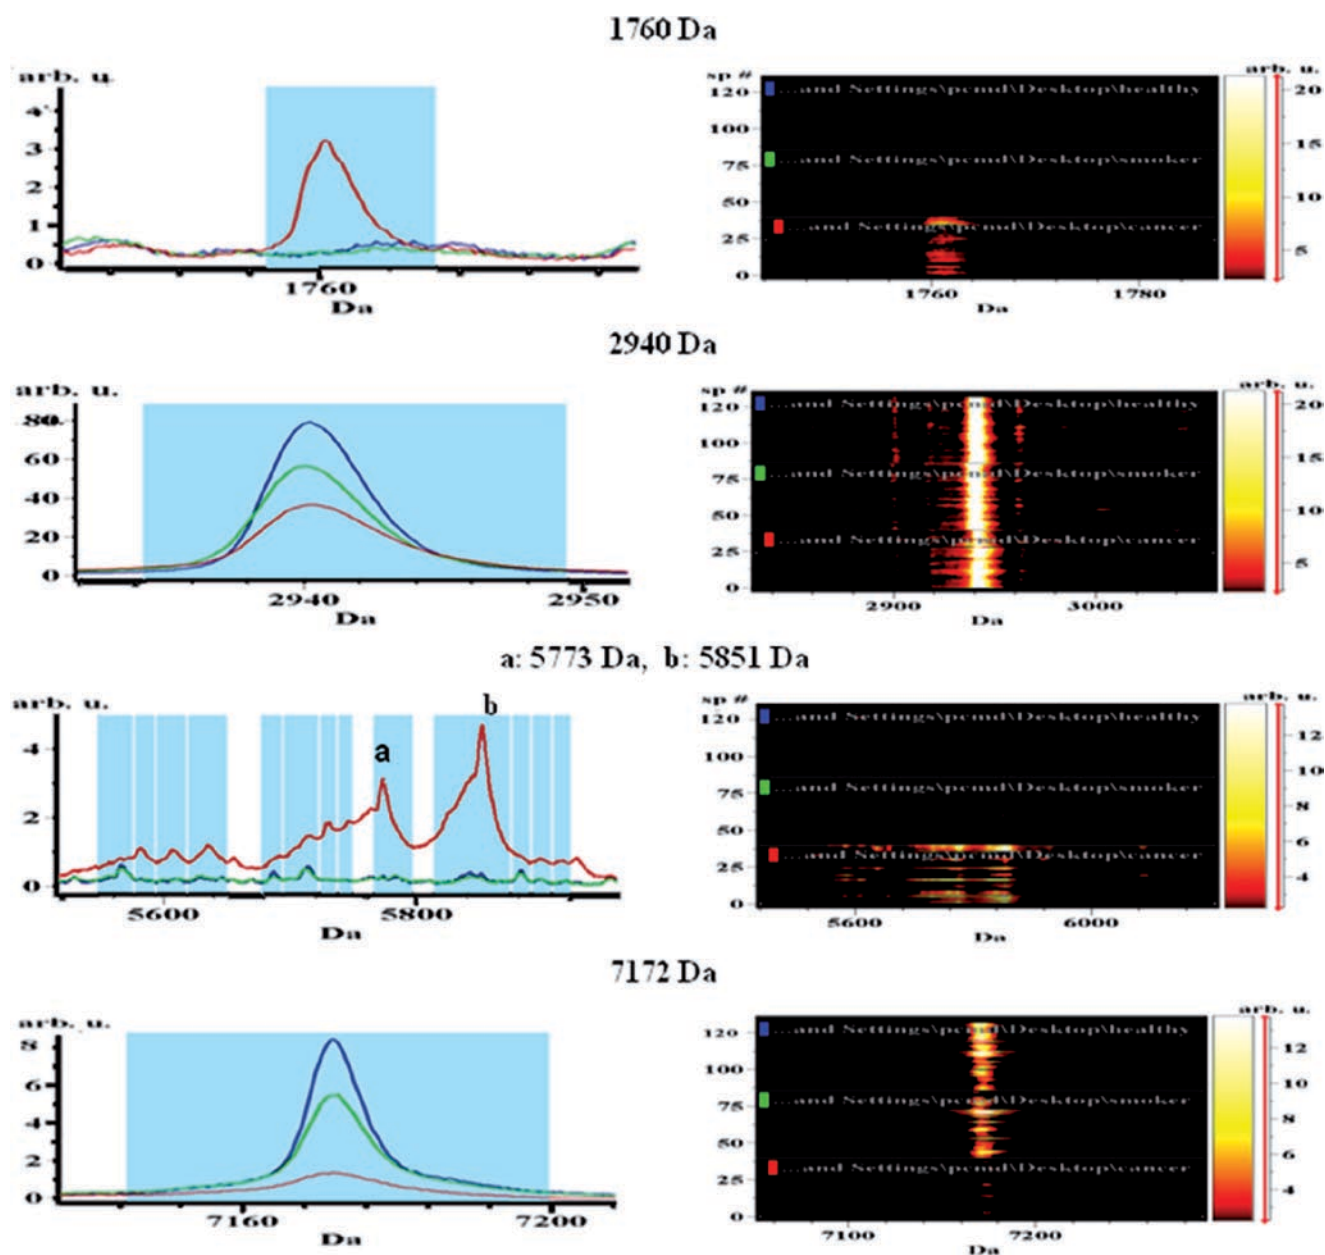 1760 Da
arb. u.
4
3
2
1
0
1760
Da
sp #
120
100
75
50
25
0
...and Settings\pcmd\Desktop\healthy
...and Settings\pcmd\Desktop\smoker
...and Settings\pcmd\Desktop\cancer
1760 1780
Da
arb. u.
20
15
10
5
2940 Da
arb. u.
80
60
40
20
0
2940 2950
Da
sp #
120
100
75
50
25
0
...and Settings\pcmd\Desktop\healthy
...and Settings\pcmd\Desktop\smoker
...and Settings\pcmd\Desktop\cancer
2900 3000
Da
arb. u.
20
15
10
5
a: 5773 Da, b: 5851 Da
arb. u.
4
2
0
a
b
5600 5800
Da
sp #
125
100
75
50
25
0
...and Settings\pcmd\Desktop\healthy
...and Settings\pcmd\Desktop\smoker
...and Settings\pcmd\Desktop\cancer
5600 6000
Da
arb. u.
12
10
8
6
4
7172 Da
arb. u.
8
6
4
2
0
7160 7200
Da
sp #
125
100
75
50
25
0
...and Settings\pcmd\Desktop\healthy
...and Settings\pcmd\Desktop\smoker
...and Settings\pcmd\Desktop\cancer
7100 7200
Da
arb. u.
12
10
8
6
4